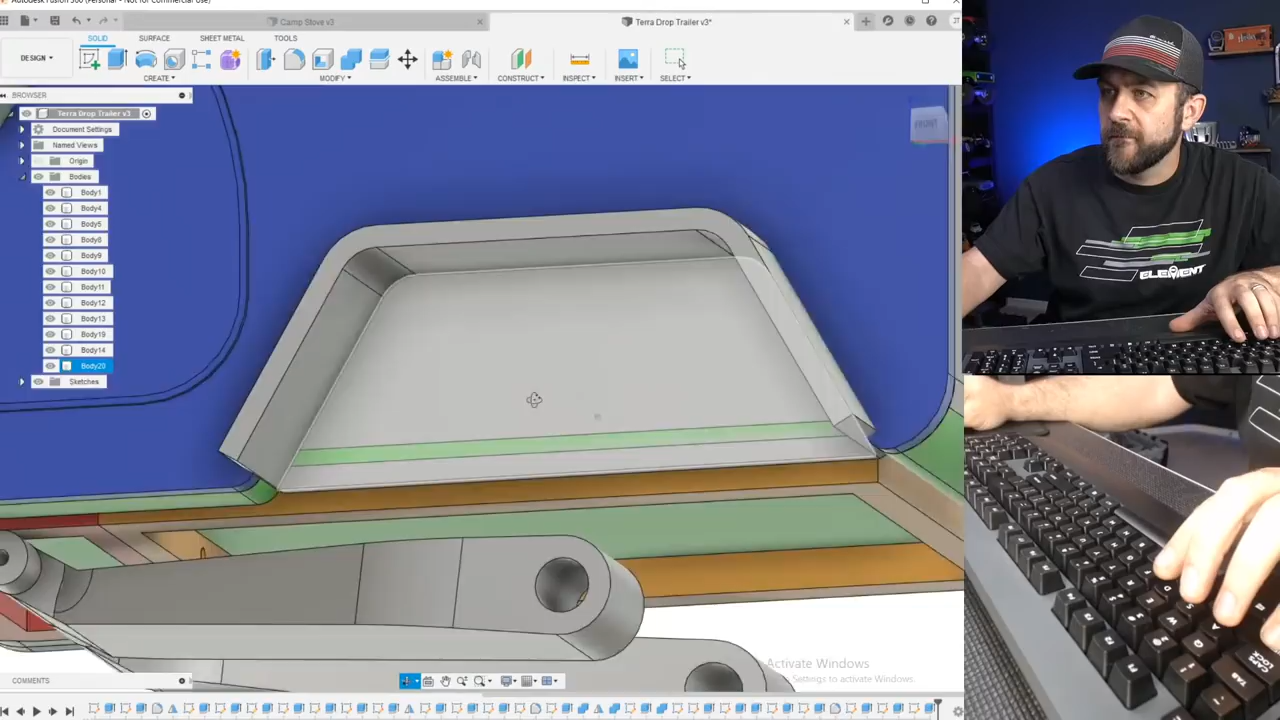 Autodesk Fusion 360 (Personal - Not for Commercial Use)
Camp Stove v3
Terra Drop Trailer v3*
SOLID SURFACE SHEET METAL TOOLS
DESIGN
CREATE MODIFY ASSEMBLE CONSTRUCT INSPECT INSERT SELECT
BROWSER
Terra Drop Trailer v3
Document Settings
Named Views
Origin
Bodies
Body1
Body4
Body5
Body8
Body9
Body10
Body11
Body12
Body13
Body19
Body14
Body20
Sketches
FRONT
ELEMENT
Activate Windows
Settings to activate Windows.
COMMENTS
CAPS LOCK
TAB